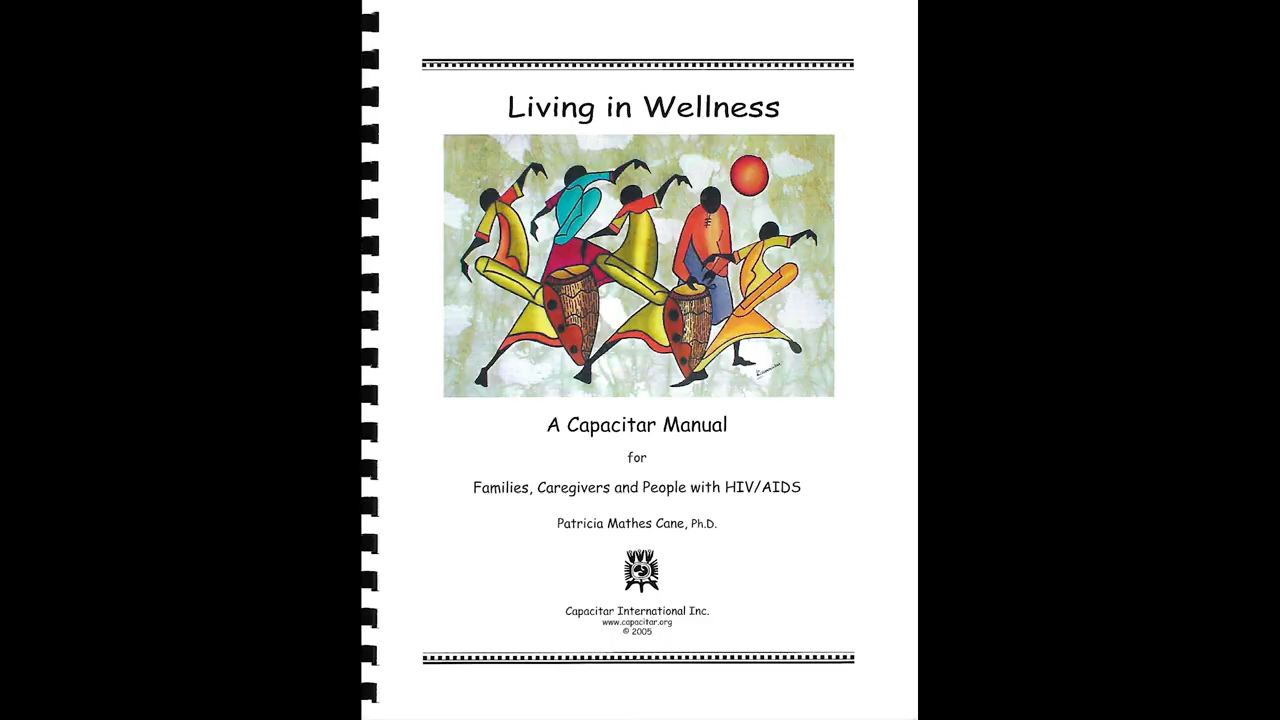 Living in Wellness
A Capacitar Manual
for
Families, Caregivers and People with HIV/AIDS
Patricia Mathes Cane, Ph.D.
Capacitar International Inc.
www.capacitar.org
© 2005